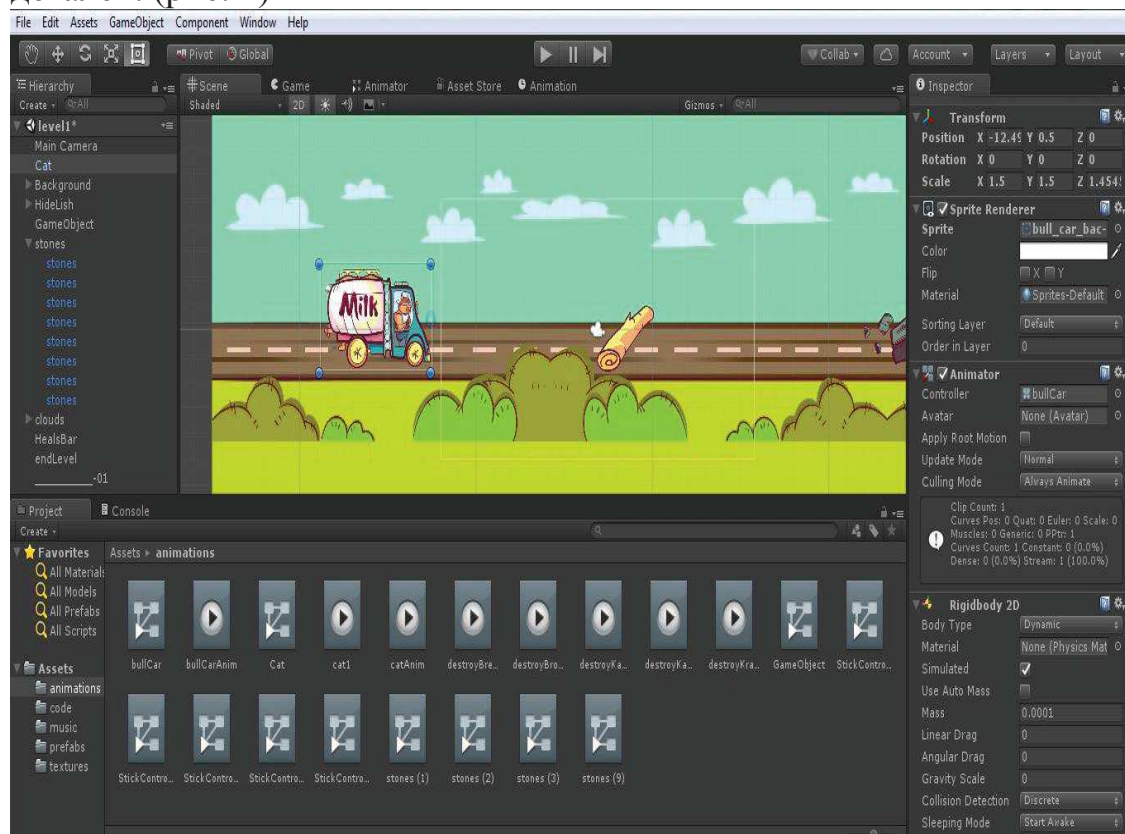 File Edit Assets GameObject Component Window Help
Pivot Global Collab Account Layers Layout
Hierarchy
Create All
level1*
Main Camera
Cat
Background
HideLish
GameObject
stones
stones
stones
stones
stones
stones
stones
stones
stones
clouds
HealsBar
endLevel
-01
Scene Game Animator Asset Store Animation
Shaded 2D Gizmos All
Milk
Inspector
Transform
Position X -12.49 Y 0.5 Z 0
Rotation X 0 Y 0 Z 0
Scale X 1.5 Y 1.5 Z 1.454
Sprite Renderer
Sprite bull_car_bac-
Color
Flip X Y
Material Sprites-Default
Sorting Layer Default
Order in Layer 0
Animator
Controller bullCar
Avatar None (Avatar)
Apply Root Motion
Update Mode Normal
Culling Mode Always Animate
Clip Count: 1
Curves Pos: 0 Quat: 0 Euler: 0 Scale: 0
Muscles: 0 Generic: 0 PPtr: 1
Curves Count: 1 Constant: 0 (0.0%)
Dense: 0 (0.0%) Stream: 1 (100.0%)
Rigidbody 2D
Body Type Dynamic
Material None (Physics Mat
Simulated
Use Auto Mass
Mass 0.0001
Linear Drag 0
Angular Drag 0
Gravity Scale 0
Collision Detection Discrete
Sleeping Mode Start Awake
Project Console
Create
Favorites
All Materials
All Models
All Prefabs
All Scripts
Assets
animations
code
music
prefabs
textures
Assets animations
bullCar bullCarAnim Cat cat1 catAnim destroyBre... destroyBro... destroyKa... destroyKa... destroyKra... GameObject StickContro...
StickContro... StickContro... StickContro... stones (1) stones (2) stones (3) stones (9)